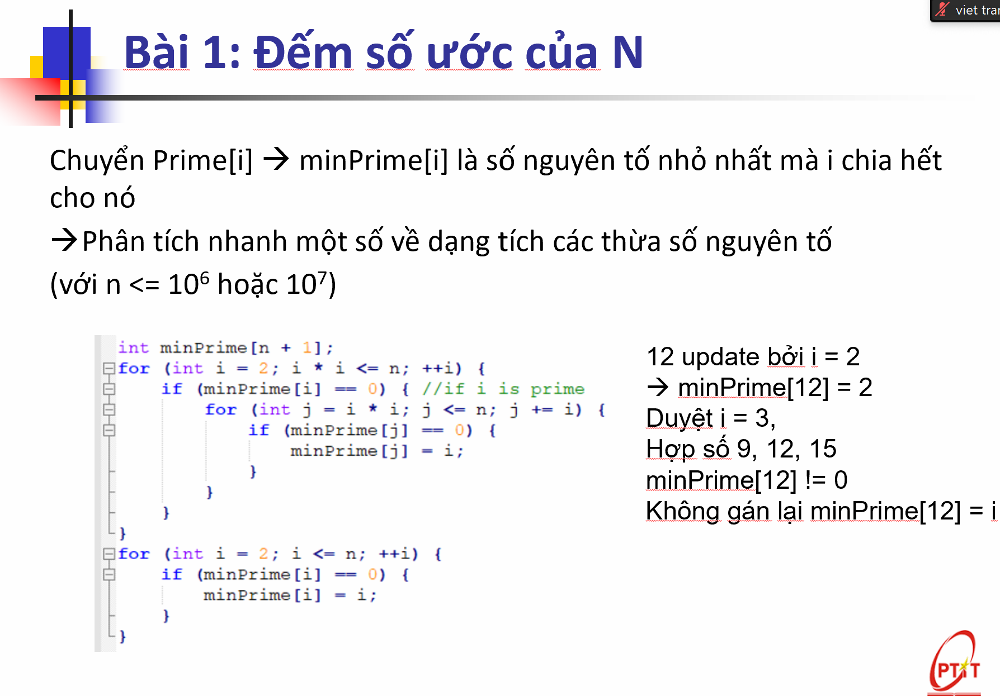 viet tra
Bài 1: Đếm số ước của N
Chuyển Prime[i] → minPrime[i] là số nguyên tố nhỏ nhất mà i chia hết
cho nó
→Phân tích nhanh một số về dạng tích các thừa số nguyên tố
(với n <= 10⁶ hoặc 10⁷)
int minPrime[n + 1];
for (int i = 2; i * i <= n; ++i) {
if (minPrime[i] == 0) { //if i is prime
for (int j = i * i; j <= n; j += i) {
if (minPrime[j] == 0) {
minPrime[j] = i;
}
}
}
}
for (int i = 2; i <= n; ++i) {
if (minPrime[i] == 0) {
minPrime[i] = i;
}
}
12 update bởi i = 2
→ minPrime[12] = 2
Duyệt i = 3,
Hợp số 9, 12, 15
minPrime[12] != 0
Không gán lại minPrime[12] = i
PTIT